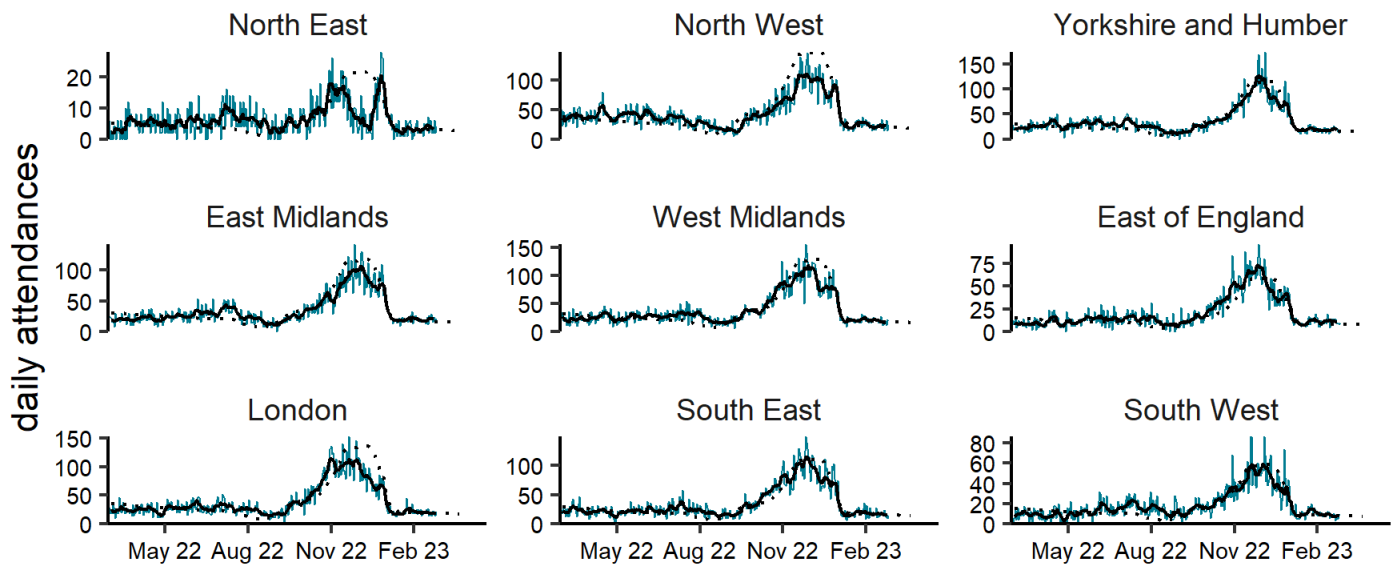 North East
North West
Yorkshire and Humber
20
10
0
100
50
0
150
100
50
0
daily attendances
East Midlands
West Midlands
East of England
100
50
0
150
100
50
0
75
50
25
0
London
South East
South West
150
100
50
0
100
50
0
80
60
40
20
0
May 22 Aug 22 Nov 22 Feb 23
May 22 Aug 22 Nov 22 Feb 23
May 22 Aug 22 Nov 22 Feb 23